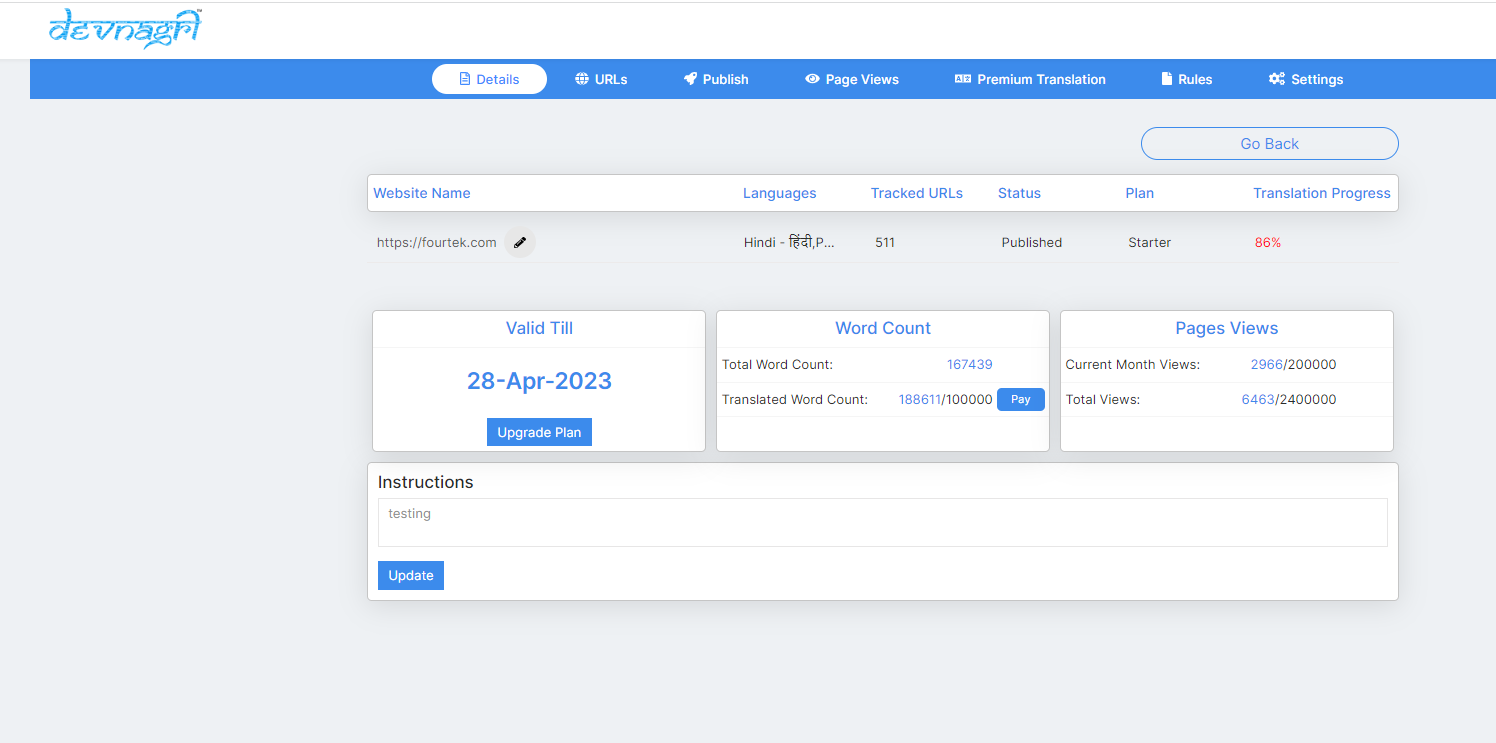 devnagri™
Details URLs Publish Page Views Premium Translation Rules Settings
Go Back
Website Name Languages Tracked URLs Status Plan Translation Progress
https://fourtek.com Hindi - हिंदी,P... 511 Published Starter 86%
Valid Till
28-Apr-2023
Upgrade Plan
Word Count
Total Word Count: 167439
Translated Word Count: 188611/100000 Pay
Pages Views
Current Month Views: 2966/200000
Total Views: 6463/2400000
Instructions
testing
Update